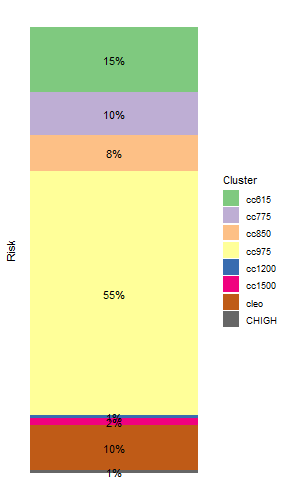 15%
10%
8%
Risk
55%
1%
2%
10%
1%
Cluster
cc615
cc775
cc850
cc975
cc1200
cc1500
cleo
CHIGH